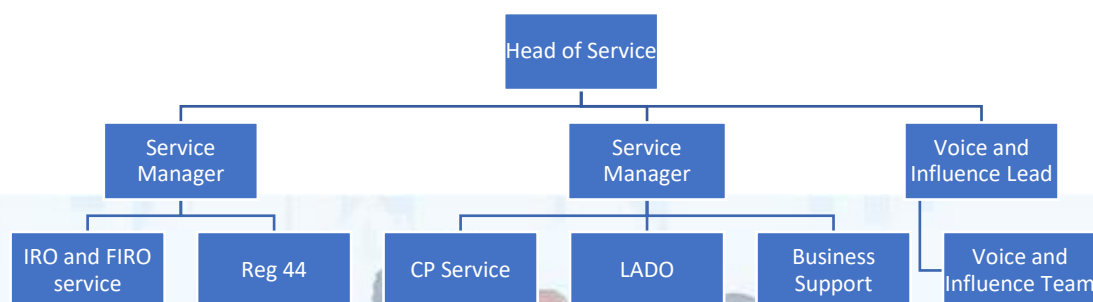 Head of Service
Service
Manager
Service
Manager
Voice and
Influence Lead
IRO and FIRO
service
Reg 44
CP Service
LADO
Business
Support
Voice and
Influence Team